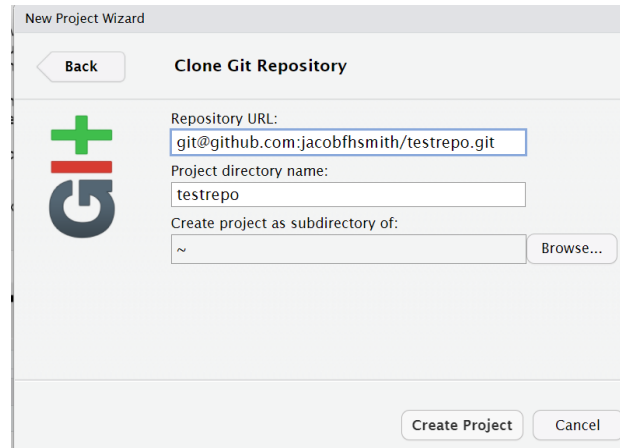 New Project Wizard
Back
Clone Git Repository
GIt
Repository URL:
git@github.com:jacobfhsmith/testrepo.git
Project directory name:
testrepo
Create project as subdirectory of:
~
Browse...
Create Project
Cancel